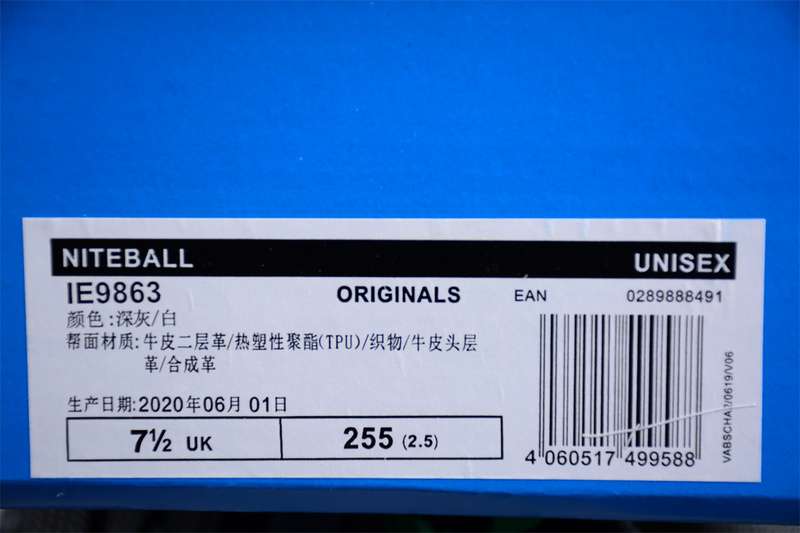 NITEBALL
UNISEX
IE9863
ORIGINALS
EAN
0289888491
颜色:深灰/白
帮面材质:牛皮二层革/热塑性聚酯(TPU)/织物/牛皮头层
革/合成革
生产日期:2020年06月 01日
7½ UK
255 (2.5)
4 060517 499588